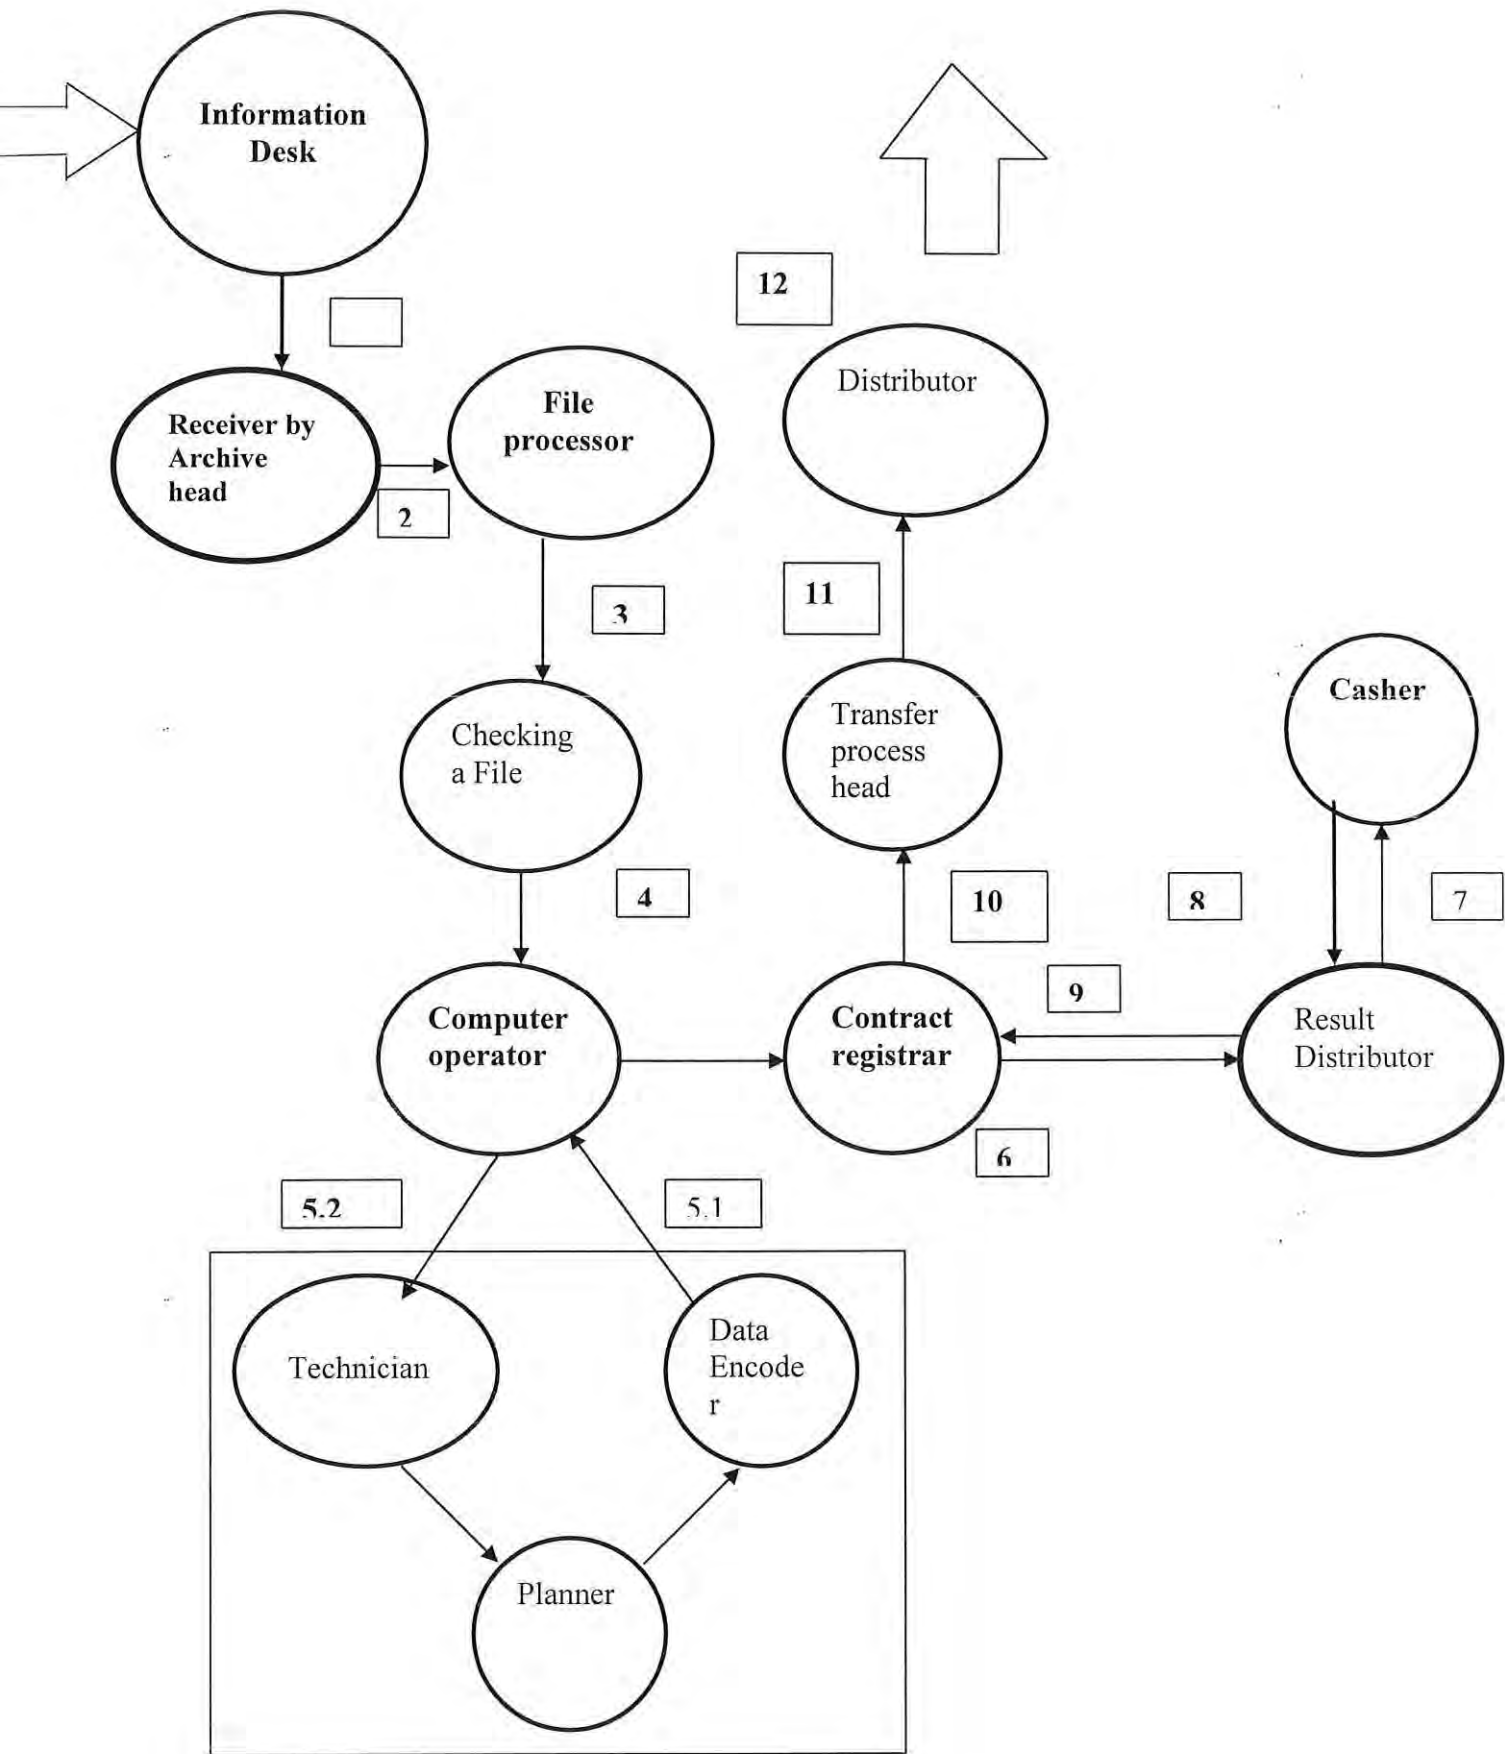 Information
Desk
12
Distributor
Receiver by
Archive
head
File
processor
2
11
3
Casher
Transfer
process
head
Checking
a File
4
10
8
7
9
Computer
operator
Contract
registrar
Result
Distributor
6
5.2
5.1
Technician
Data
Encode
r
Planner